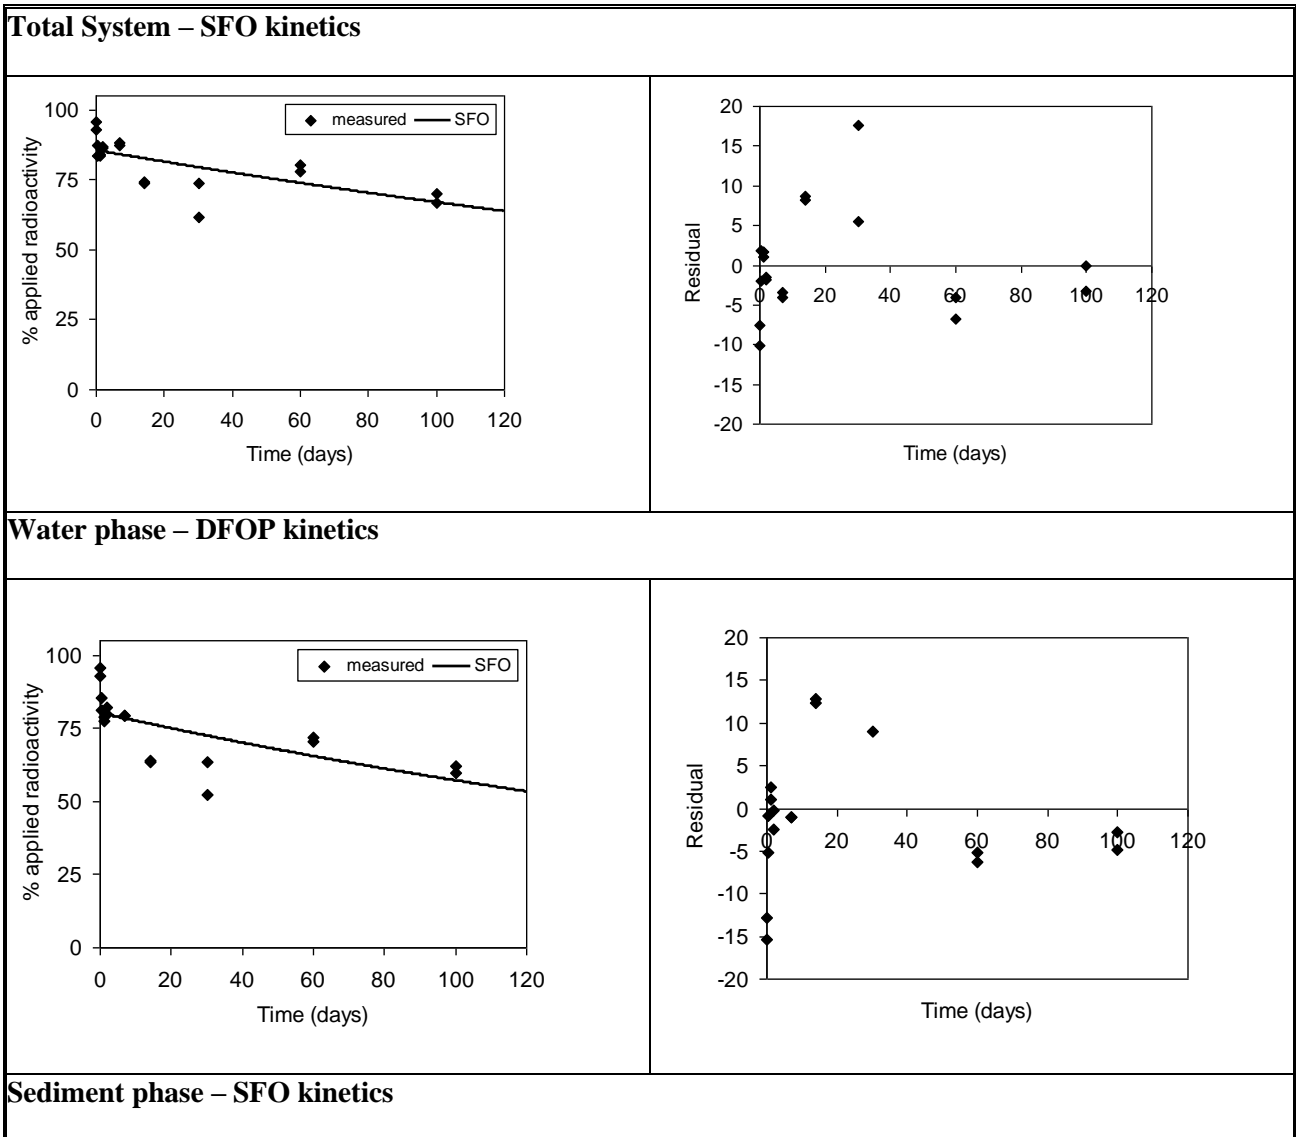 Total System – SFO kinetics
100
75
50
25
0
0 20 40 60 80 100 120
% applied radioactivity
Time (days)
measured SFO
20
15
10
5
0
-5
-10
-15
-20
0 20 40 60 80 100 120
Residual
Time (days)
Water phase – DFOP kinetics
100
75
50
25
0
0 20 40 60 80 100 120
% applied radioactivity
Time (days)
measured SFO
20
15
10
5
0
-5
-10
-15
-20
0 20 40 60 80 100 120
Residual
Time (days)
Sediment phase – SFO kinetics